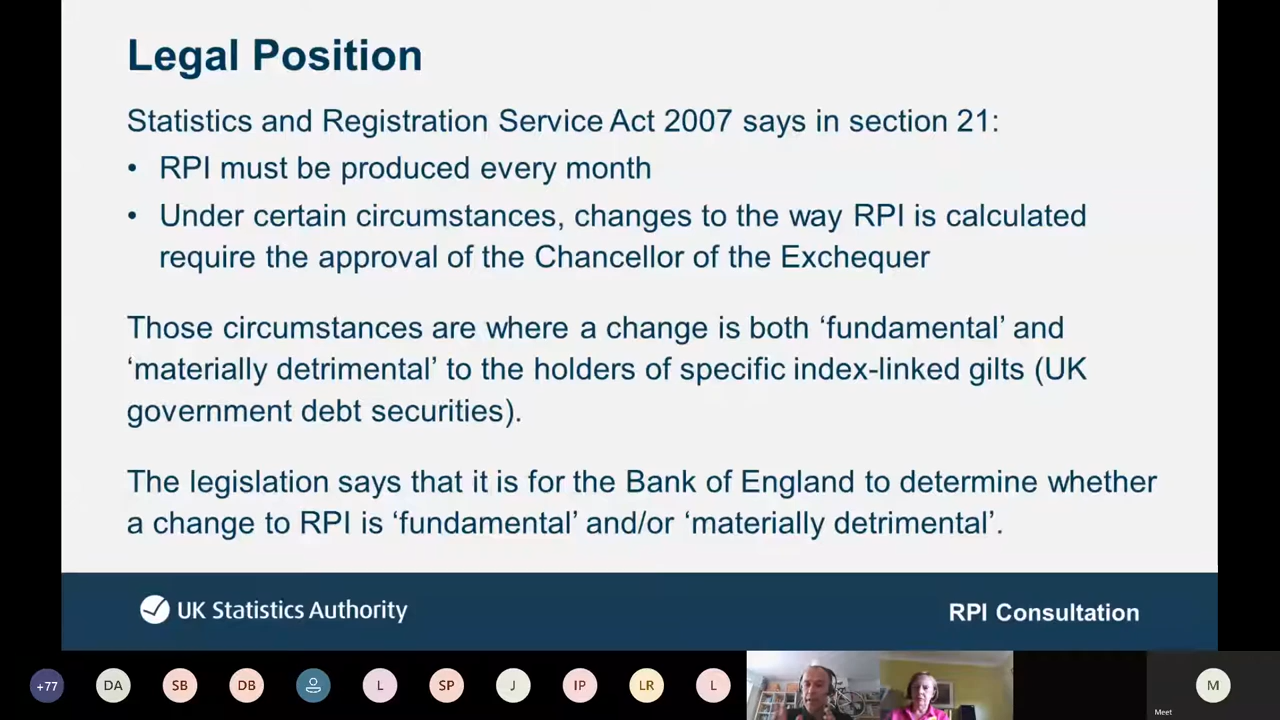 Legal Position
Statistics and Registration Service Act 2007 says in section 21:
• RPI must be produced every month
• Under certain circumstances, changes to the way RPI is calculated
require the approval of the Chancellor of the Exchequer
Those circumstances are where a change is both ‘fundamental’ and
‘materially detrimental’ to the holders of specific index-linked gilts (UK
government debt securities).
The legislation says that it is for the Bank of England to determine whether
a change to RPI is ‘fundamental’ and/or ‘materially detrimental’.
UK Statistics Authority
RPI Consultation
+77
DA
SB
DB
L
SP
J
IP
LR
L
M
Meet